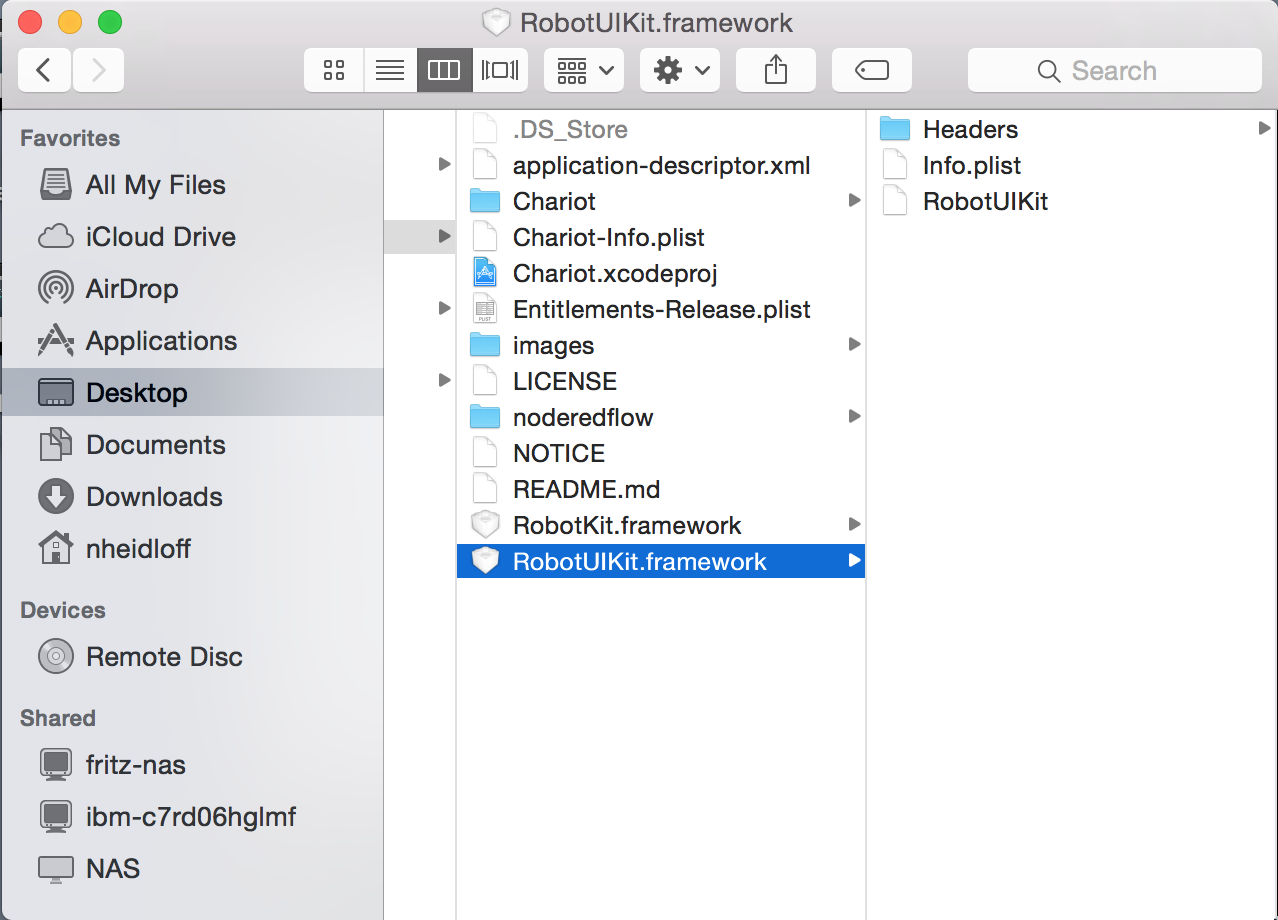 RobotUIKit.framework
Search
Favorites
All My Files
iCloud Drive
AirDrop
Applications
Desktop
Documents
Downloads
nheidloff
Devices
Remote Disc
Shared
fritz-nas
ibm-c7rd06hglmf
NAS
.DS_Store
application-descriptor.xml
Chariot
Chariot-Info.plist
Chariot.xcodeproj
Entitlements-Release.plist
images
LICENSE
noderedflow
NOTICE
README.md
RobotKit.framework
RobotUIKit.framework
Headers
Info.plist
RobotUIKit